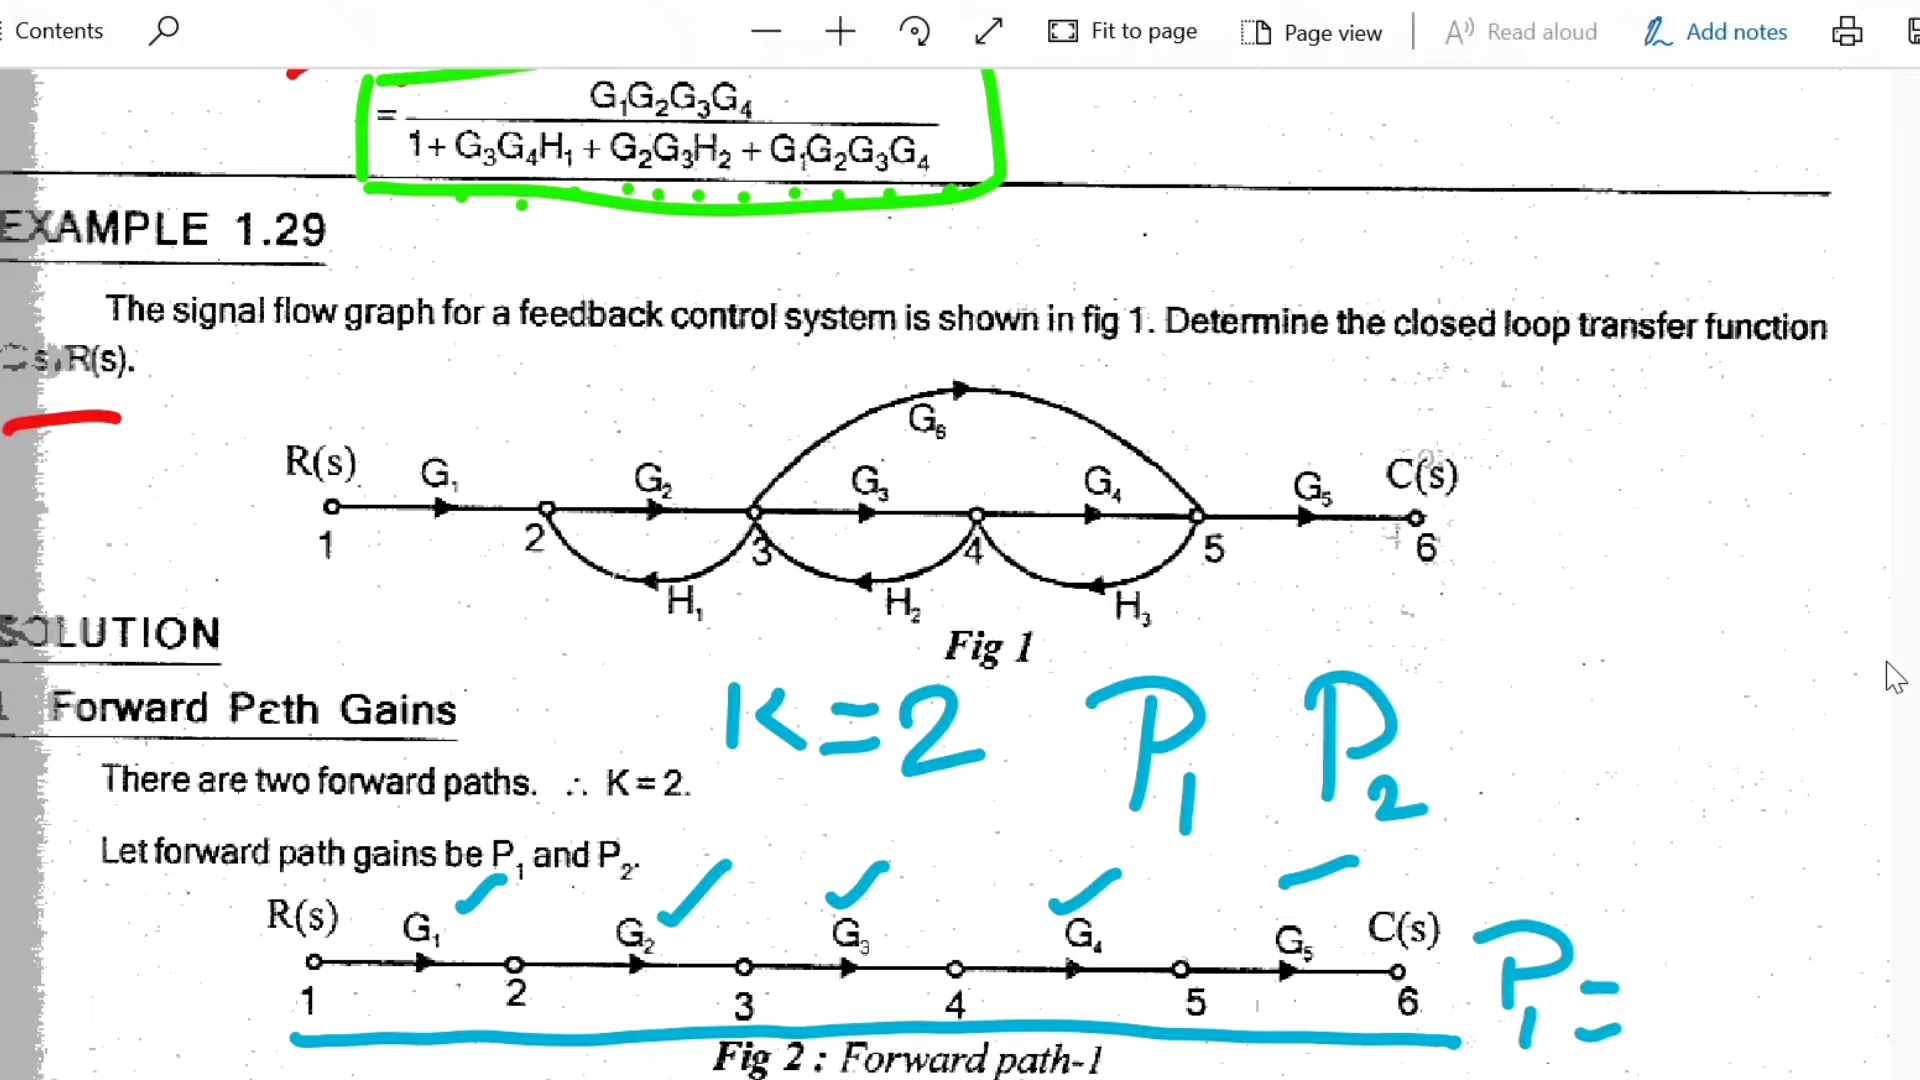 Contents Fit to page Page view Read aloud Add notes
= G₁G₂G₃G₄
1+ G₃G₄H₁ + G₂G₃H₂ + G₁G₂G₃G₄
EXAMPLE 1.29
The signal flow graph for a feedback control system is shown in fig 1. Determine the closed loop transfer function
R(s).
G₆
R(s) G₁ G₂ G₃ G₄ G₅ C(s)
1 2 3 4 5 6
H₁ H₂ H₃
Fig 1
SOLUTION
Forward Path Gains
K=2 P₁ P₂
There are two forward paths. ∴ K = 2.
Let forward path gains be P₁ and P₂.
R(s) G₁ G₂ G₃ G₄ G₅ C(s)
P₁ =
1 2 3 4 5 6
Fig 2 : Forward path-1